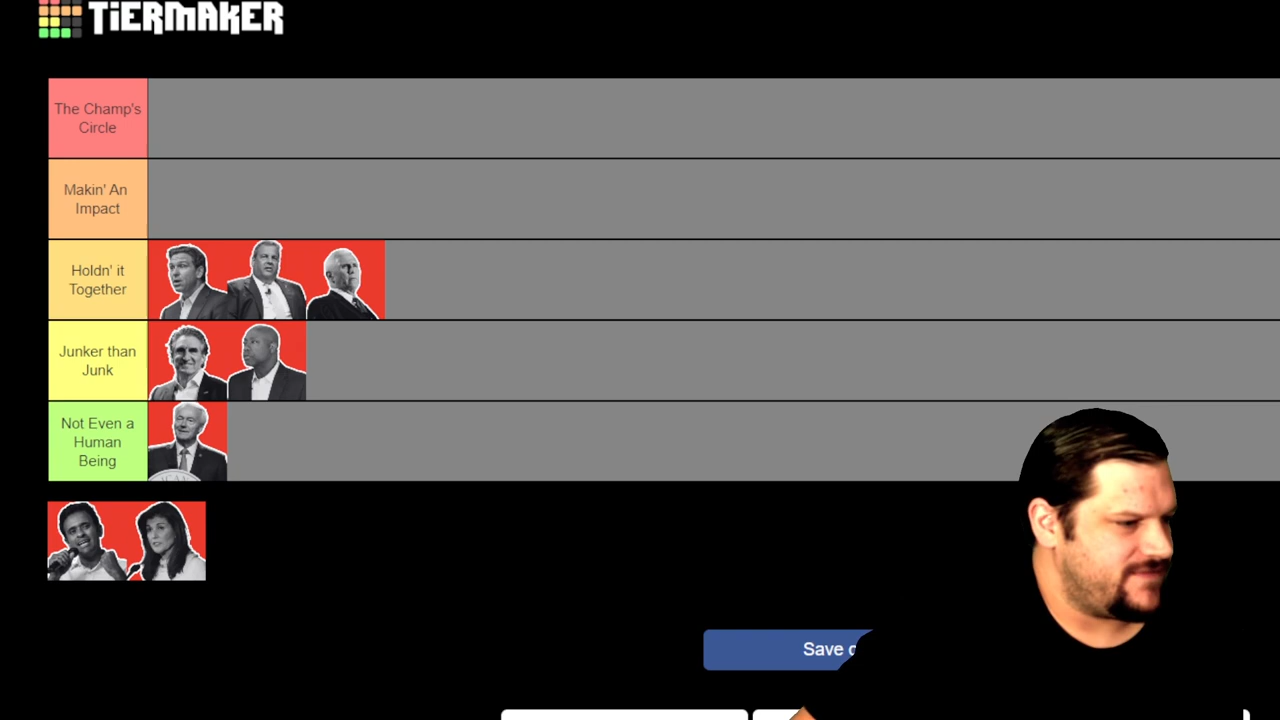 TiERMAKER
The Champ's
Circle
Makin' An
Impact
Holdn' it
Together
Junker than
Junk
Not Even a
Human
Being
Save